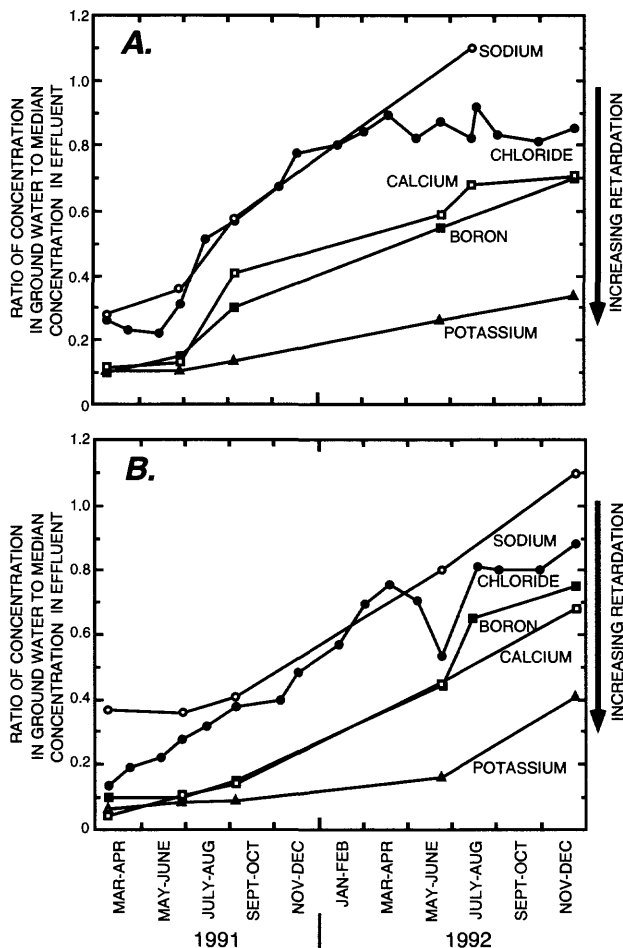 A.
1.2
1.0
0.8
0.6
0.4
0.2
0
RATIO OF CONCENTRATION
IN GROUND WATER TO MEDIAN
CONCENTRATION IN EFFLUENT
SODIUM
CHLORIDE
CALCIUM
BORON
POTASSIUM
INCREASING RETARDATION
B.
1.2
1.0
0.8
0.6
0.4
0.2
0
RATIO OF CONCENTRATION
IN GROUND WATER TO MEDIAN
CONCENTRATION IN EFFLUENT
SODIUM
CHLORIDE
BORON
CALCIUM
POTASSIUM
INCREASING RETARDATION
MAR-APR
MAY-JUNE
JULY-AUG
SEPT-OCT
NOV-DEC
JAN-FEB
MAR-APR
MAY-JUNE
JULY-AUG
SEPT-OCT
NOV-DEC
1991
1992